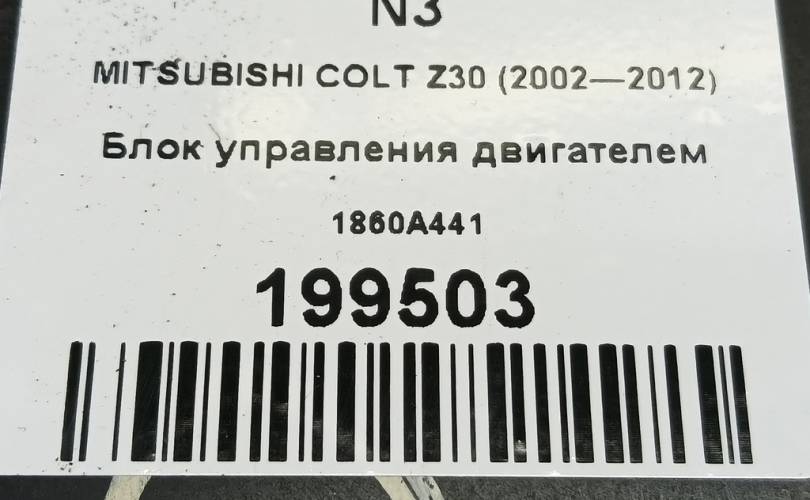 N3
MITSUBISHI COLT Z30 (2002—2012)
Блок управления двигателем
1860A441
199503